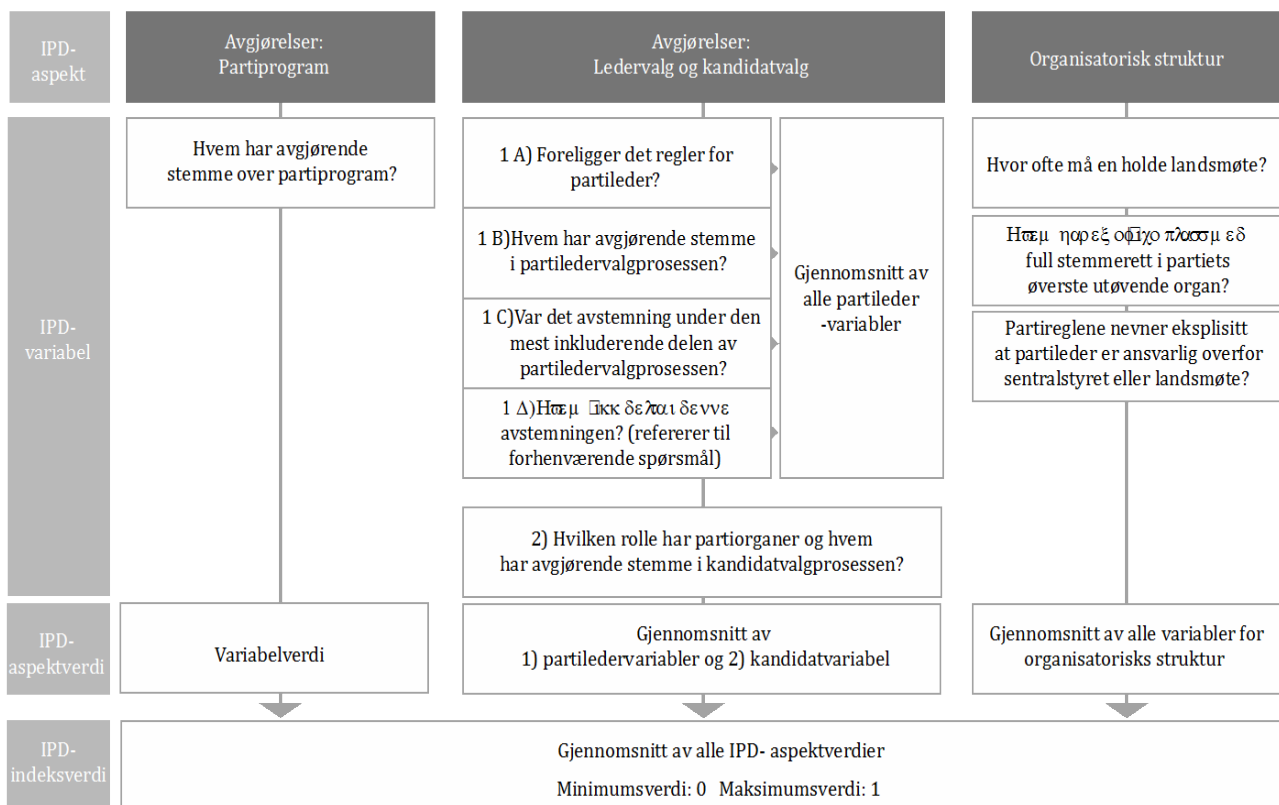 IPD-
aspekt
Avgjørelser:
Partiprogram
Avgjørelser:
Ledervalg og kandidatvalg
Organisatorisk struktur
IPD-
variabel
Hvem har avgjørende
stemme over partiprogram?
1 A) Foreligger det regler for
partileder?
1 B)Hvem har avgjørende stemme
i partiledervalgprosessen?
1 C)Var det avstemning under den
mest inkluderende delen av
partiledervalgprosessen?
1 Δ)
δεννε
avstemningen? (refererer til
forhenværende spørsmål)
Gjennomsnitt av
alle partileder
-variabler
2) Hvilken rolle har partiorganer og hvem
har avgjørende stemme i kandidatvalgprosessen?
Hvor ofte må en holde landsmøte?
full stemmerett i partiets
øverste utøvende organ?
Partireglene nevner eksplisitt
at partileder er ansvarlig overfor
sentralstyret eller landsmøte?
IPD-
aspektverdi
Variabelverdi
Gjennomsnitt av
1) partiledervariabler og 2) kandidatvariabel
Gjennomsnitt av alle variabler for
organisatorisks struktur
IPD-
indeksverdi
Gjennomsnitt av alle IPD- aspektverdier
Minimumsverdi: 0 Maksimumsverdi: 1